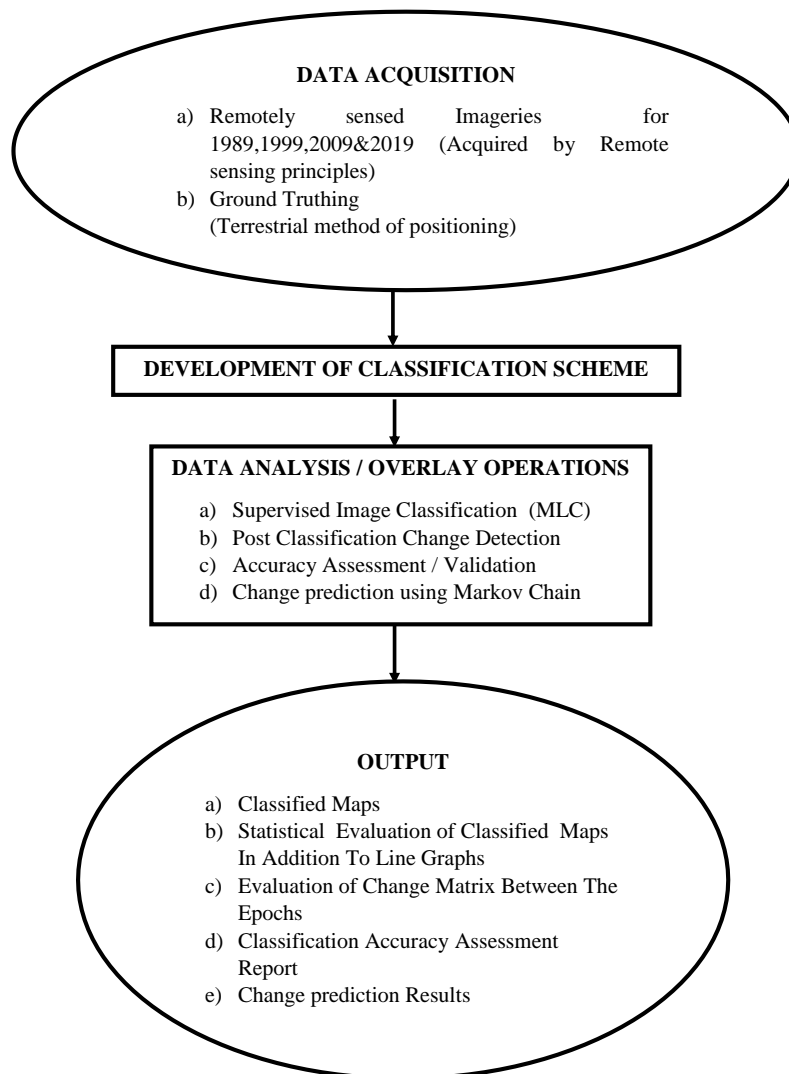 DATA ACQUISITION
a) Remotely sensed Imageries for
1989,1999,2009&2019 (Acquired by Remote
sensing principles)
b) Ground Truthing
(Terrestrial method of positioning)
DEVELOPMENT OF CLASSIFICATION SCHEME
DATA ANALYSIS / OVERLAY OPERATIONS
a) Supervised Image Classification (MLC)
b) Post Classification Change Detection
c) Accuracy Assessment / Validation
d) Change prediction using Markov Chain
OUTPUT
a) Classified Maps
b) Statistical Evaluation of Classified Maps
In Addition To Line Graphs
c) Evaluation of Change Matrix Between The
Epochs
d) Classification Accuracy Assessment
Report
e) Change prediction Results